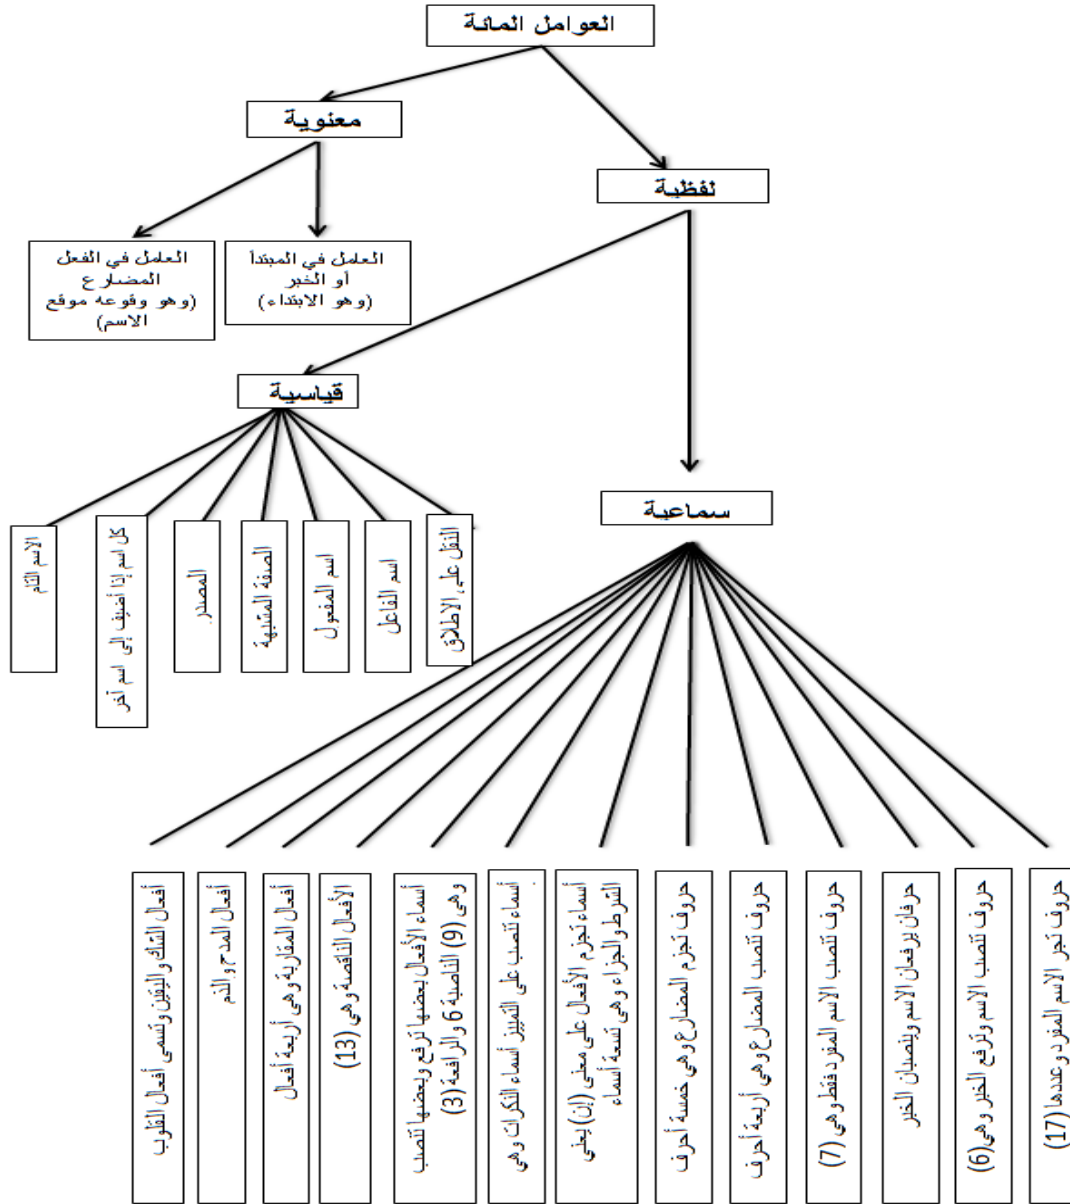 العوامل المائة
معنوية
لفظية
العامل في المبتدأ
أو الخبر
(وهو الابتداء)
العامل في الفعل
المضارع
(وهو وقوعه موقع
الاسم)
قياسية
سماعية
الفعل على الاطلاق
اسم الفاعل
اسم المفعول
الصفة المشبهة
المصدر
كل اسم إذا أضيف إلى اسم آخر
الاسم التام
حروف تجر الاسم المفرد وعددها (17)
حروف تنصب الاسم وترفع الخبر وهي(6)
حرفان يرفعان الاسم وينصبان الخبر
حروف تنصب الاسم المفرد فقط وهي (7)
حروف تنصب المضارع وهي أربعة أحرف
حروف تجزم المضارع وهي خمسة أحرف
أسماء تجزم الأفعال على معنى (إن) يعني
الشرط والجزاء وهي تسعة أسماء
أسماء تنصب على التمييز أسماء النكرات وهي
أسماء الأفعال بعضها ترفع وبعضها تنصب
وهي (9) الناصبة 6 والرافعة (3)
الأفعال الناقصة وهي (13)
أفعال المقاربة وهي أربعة أفعال
أفعال المدح والذم
أفعال الشك واليقين وتسمى أفعال القلوب